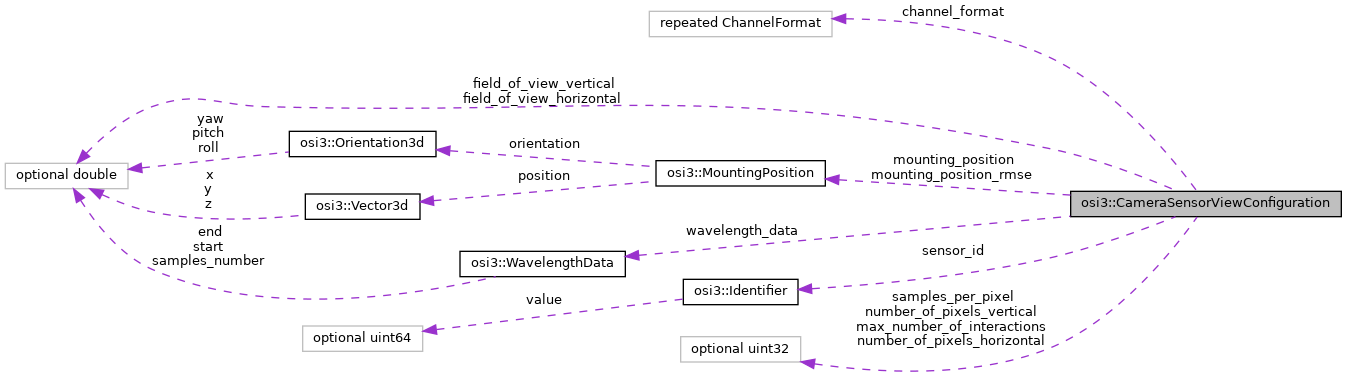 channel_format
repeated ChannelFormat
field_of_view_vertical
field_of_view_horizontal
yaw
pitch
roll
osi3::Orientation3d
orientation
mounting_position
mounting_position_rmse
optional double
osi3::MountingPosition
x
y
z
position
osi3::Vector3d
osi3::CameraSensorViewConfiguration
end
start
samples_number
wavelength_data
osi3::WavelengthData
sensor_id
osi3::Identifier
value
samples_per_pixel
number_of_pixels_vertical
max_number_of_interactions
number_of_pixels_horizontal
optional uint64
optional uint32